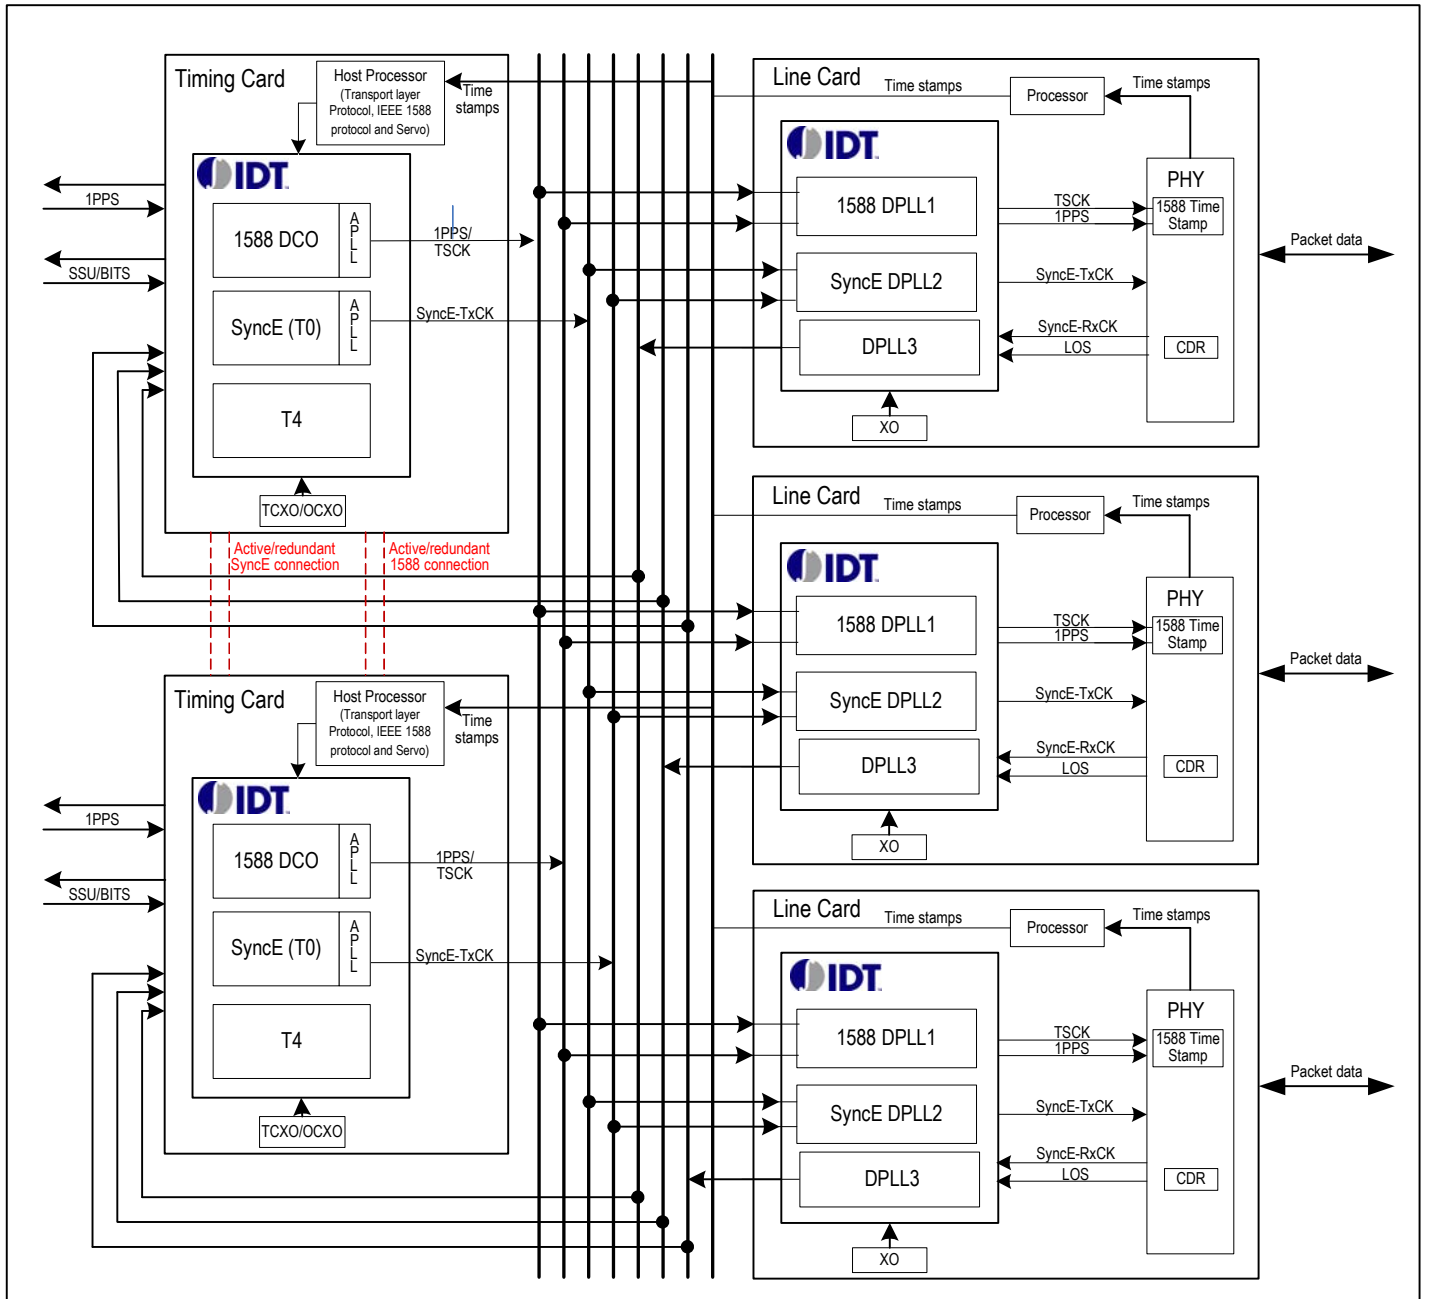 Timing Card
Host Processor
(Transport layer
Protocol, IEEE 1588
protocol and Servo)
Time
stamps
IDT
1PPS
1588 DCO
APLL
1PPS/
TSCK
SSU/BITS
SyncE (T0)
APLL
SyncE-TxCK
T4
TCXO/OCXO
Active/redundant
SyncE connection
Active/redundant
1588 connection
Timing Card
Host Processor
(Transport layer
Protocol, IEEE 1588
protocol and Servo)
Time
stamps
IDT
1PPS
1588 DCO
APLL
1PPS/
TSCK
SSU/BITS
SyncE (T0)
APLL
SyncE-TxCK
T4
TCXO/OCXO
Line Card
Time stamps
Processor
Time stamps
IDT
PHY
1588 DPLL1
TSCK
1PPS
1588 Time
Stamp
Packet data
SyncE DPLL2
SyncE-TxCK
DPLL3
SyncE-RxCK
LOS
CDR
XO
Line Card
Time stamps
Processor
Time stamps
IDT
PHY
1588 DPLL1
TSCK
1PPS
1588 Time
Stamp
Packet data
SyncE DPLL2
SyncE-TxCK
DPLL3
SyncE-RxCK
LOS
CDR
XO
Line Card
Time stamps
Processor
Time stamps
IDT
PHY
1588 DPLL1
TSCK
1PPS
1588 Time
Stamp
Packet data
SyncE DPLL2
SyncE-TxCK
DPLL3
SyncE-RxCK
LOS
CDR
XO